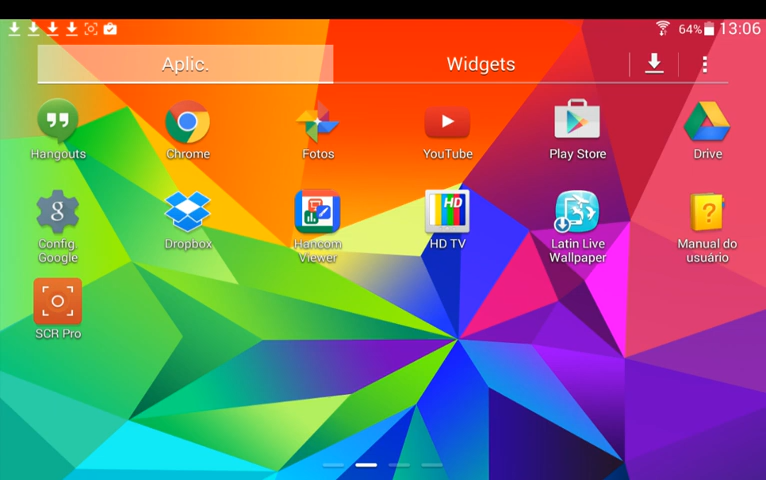 64% 13:06
Aplic. Widgets
Hangouts Chrome Fotos YouTube Play Store Drive
g HD ?
Config. Google Dropbox Hancom Viewer HD TV Latin Live Wallpaper Manual do usuário
SCR Pro